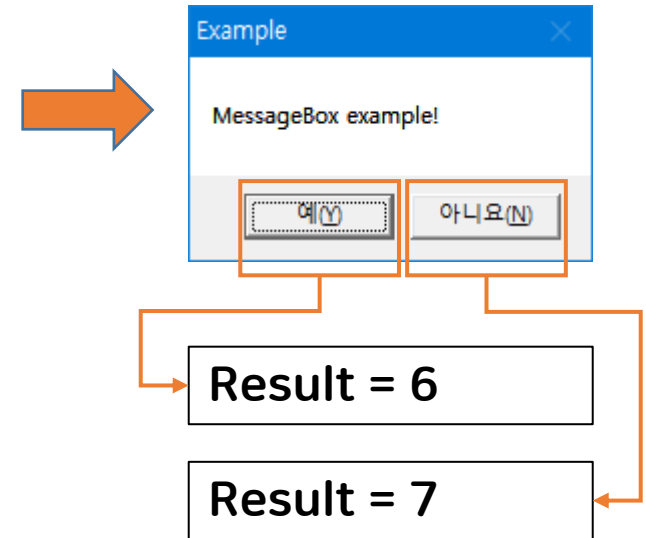 Example
MessageBox example!
예(Y) 아니요(N)
Result = 6
Result = 7